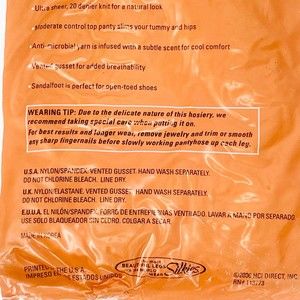 Ultra sheer, 20 denier knit for a natural look
Moderate control top panty slims your tummy and hips
Anti-microbial yarn is infused with a subtle scent for cool comfort
Vented gusset for added breathability
Sandalfoot is perfect for open-toed shoes
WEARING TIP: Due to the delicate nature of this hosiery, we
recommend taking special care when putting it on.
For best results and longer wear, remove jewelry and trim or smooth
any sharp fingernails before slowly working pantyhose up each leg.
U.S.A. NYLON/SPANDEX, VENTED GUSSET. HAND WASH SEPARATELY.
DO NOT CHLORINE BLEACH. LINE DRY.
U.K. NYLON/ELASTANE. VENTED GUSSET. HAND WASH SEPARATELY.
DO NOT CHLORINE BLEACH. LINE DRY.
E.U.A. EL NILÓN/SPANDEX, FORRO DE ENTREPIERNAS VENTILADO. LAVAR A MANO POR SEPARADO
USE SOLO BLAQUEADOR SIN CLORO. COLGAR A SECAR.
MADE IN KOREA
PRINTED IN THE U.S.A.
IMPRESO EN ESTADOS UNIDOS
BEAUTIFUL LEGS
Silkies
©2006 HCI DIRECT, INC.